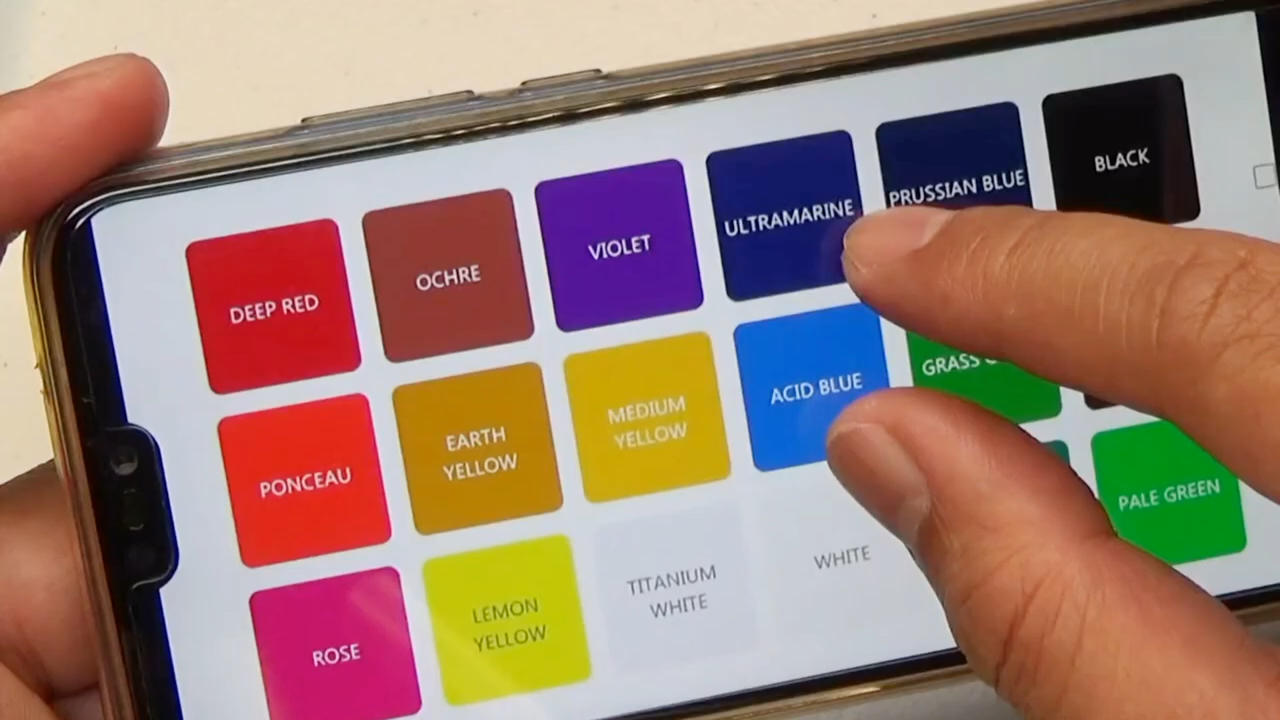 DEEP RED
OCHRE
VIOLET
ULTRAMARINE
PRUSSIAN BLUE
BLACK
PONCEAU
EARTH
YELLOW
MEDIUM
YELLOW
ACID BLUE
GRASS
ROSE
LEMON
YELLOW
TITANIUM
WHITE
WHITE
PALE GREEN